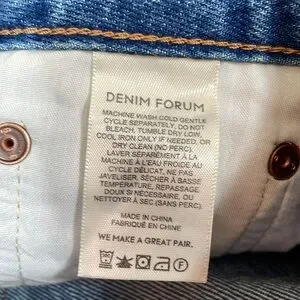 DENIM FORUM
MACHINE WASH COLD GENTLE
CYCLE SEPARATELY, DO NOT
BLEACH, TUMBLE DRY LOW,
COOL IRON ONLY IF NEEDED, OR
DRY CLEAN (NO PERC).
LAVER SÉPARÉMENT À LA
MACHINE À L'EAU FROIDE AU
CYCLE DÉLICAT, NE PAS
JAVELISER, SÉCHER À BASSE
TEMPÉRATURE, REPASSAGE
DOUX SI NÉCESSAIRE, OU
NETTOYER À SEC (SANS PERC).
MADE IN CHINA
FABRIQUÉ EN CHINE
WE MAKE A GREAT PAIR.
F